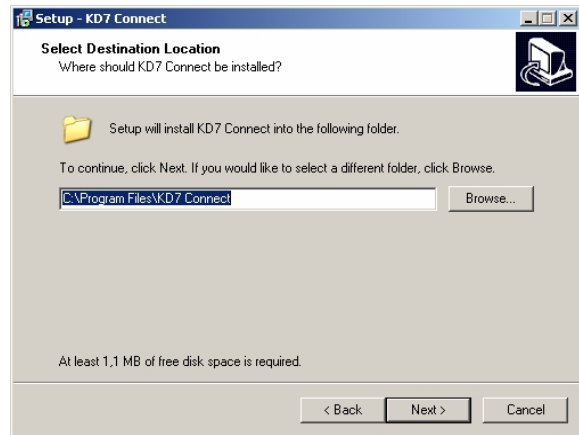 Setup - KD7 Connect
Select Destination Location
Where should KD7 Connect be installed?
Setup will install KD7 Connect into the following folder.
To continue, click Next. If you would like to select a different folder, click Browse.
C:\Program Files\KD7 Connect
Browse...
At least 1,1 MB of free disk space is required.
< Back
Next >
Cancel